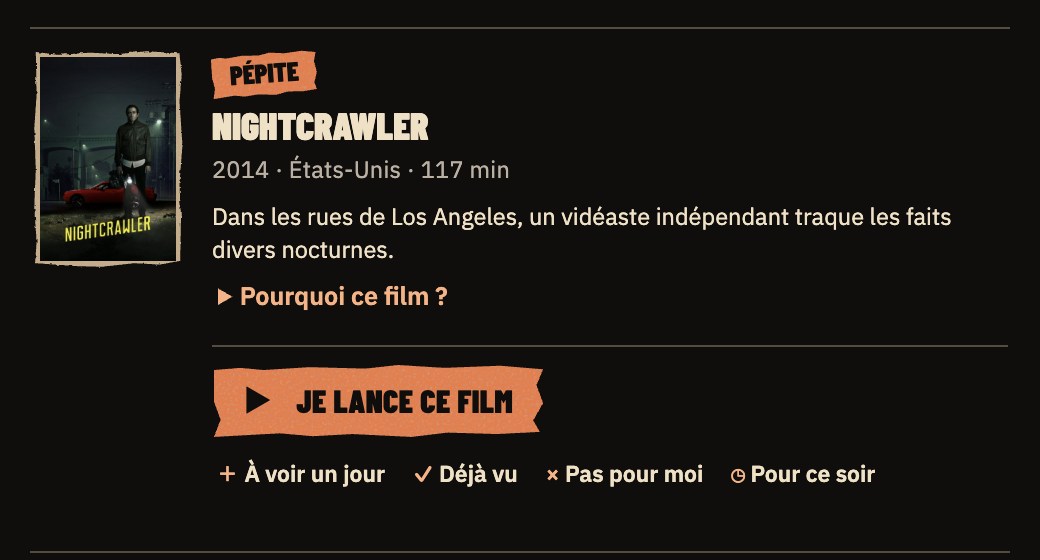 PÉPITE
NIGHTCRAWLER
2014 · États-Unis · 117 min
NIGHTCRAWLER
Dans les rues de Los Angeles, un vidéaste indépendant traque les faits
divers nocturnes.
Pourquoi ce film ?
JE LANCE CE FILM
À voir un jour Déjà vu Pas pour moi Pour ce soir